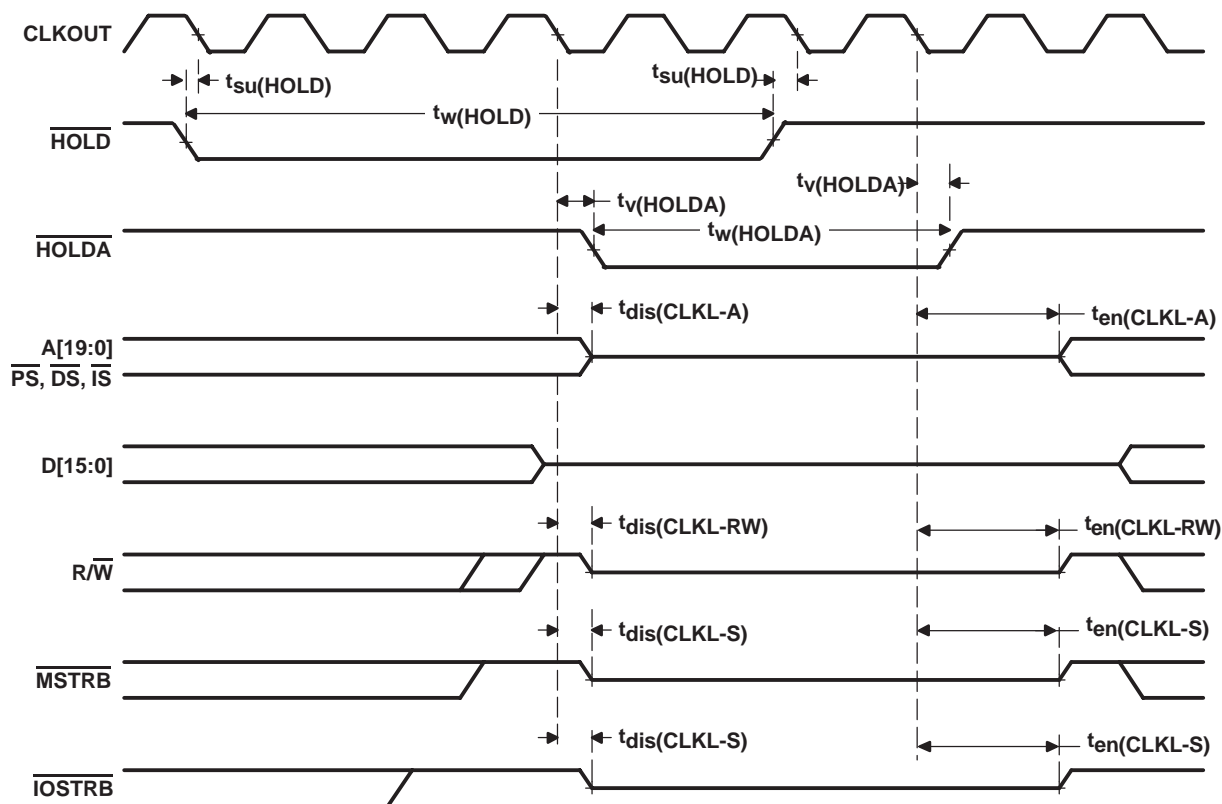 CLKOUT
tsu(HOLD)
tsu(HOLD)
tw(HOLD)
HOLD
tv(HOLDA)
tv(HOLDA)
tw(HOLDA)
HOLDA
tdis(CLKL-A)
ten(CLKL-A)
A[19:0]
PS, DS, IS
D[15:0]
tdis(CLKL-RW)
ten(CLKL-RW)
R/W
tdis(CLKL-S)
ten(CLKL-S)
MSTRB
tdis(CLKL-S)
ten(CLKL-S)
IOSTRB